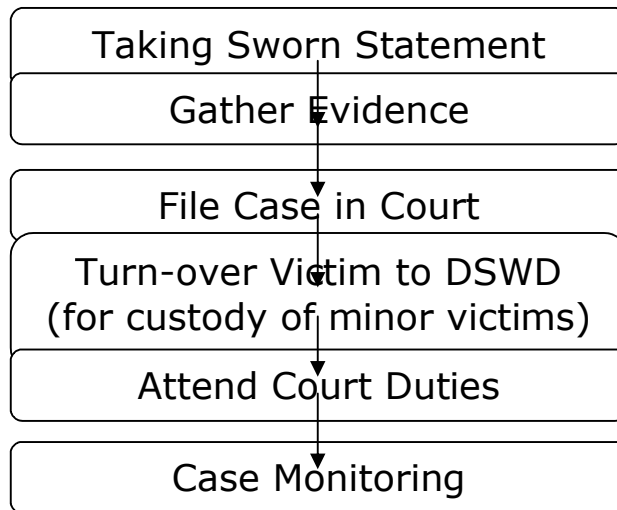 Taking Sworn Statement
Gather Evidence
File Case in Court
Turn-over Victim to DSWD
(for custody of minor victims)
Attend Court Duties
Case Monitoring